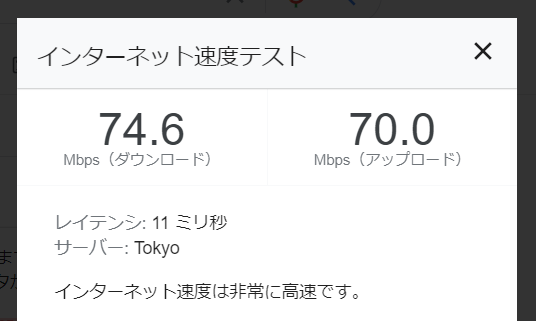 インターネット速度テスト
74.6
Mbps（ダウンロード）
70.0
Mbps（アップロード）
レイテンシ: 11 ミリ秒
サーバー: Tokyo
インターネット速度は非常に高速です。